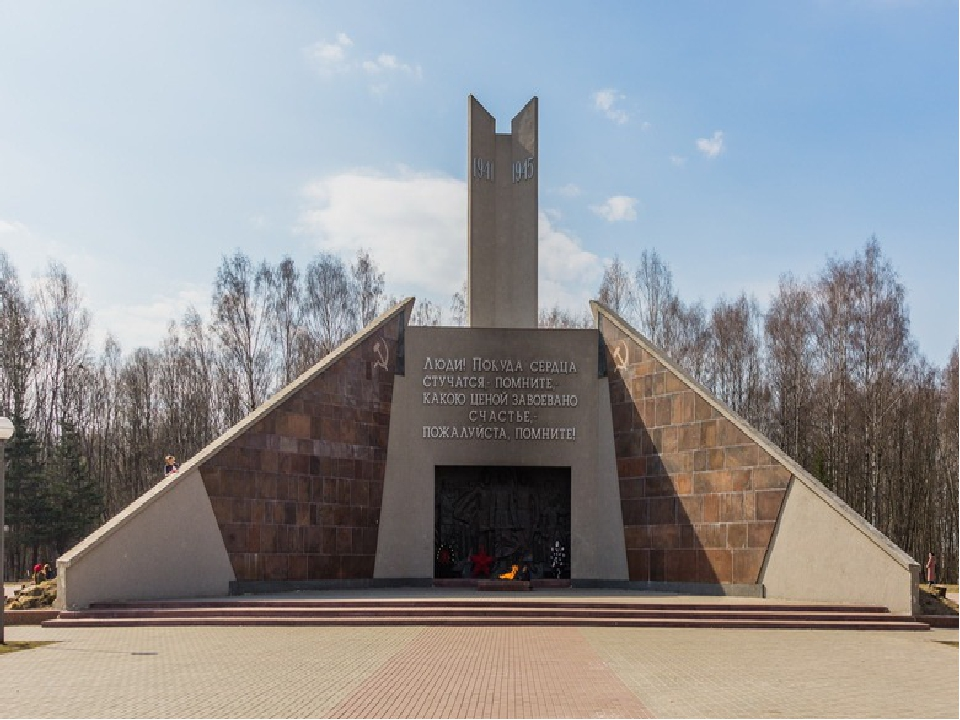 1941 1945
Люди! Покуда сердца
стучатся- помните,
какою ценой завоевано
счастье,-
пожалуйста, помните!